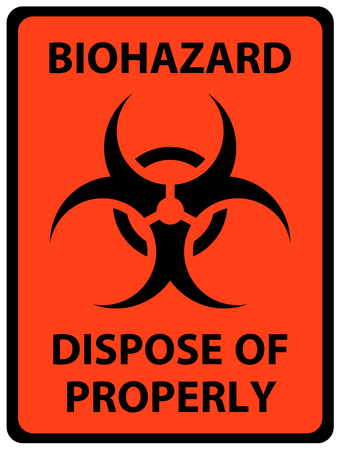 BIOHAZARD
DISPOSE OF
PROPERLY